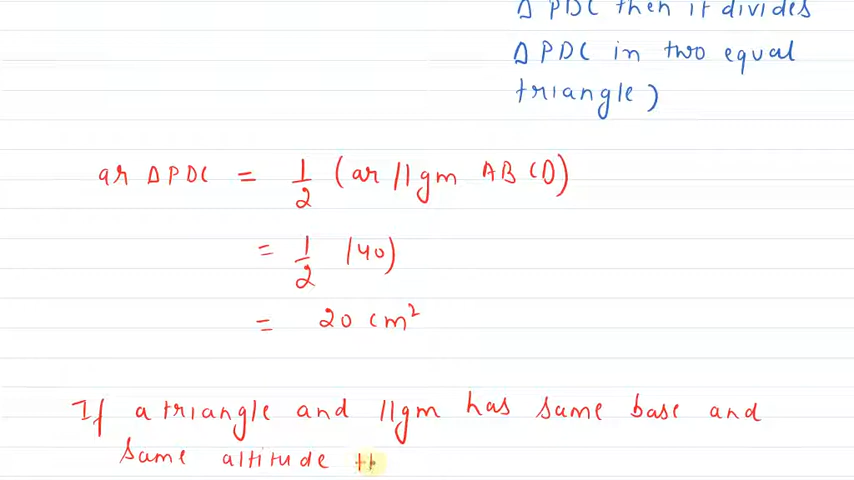 Δ PDC then it divides
Δ PDC in two equal
triangle)
ar Δ PDC = 1/2 (ar ||gm ABCD)
= 1/2 (40)
= 20 cm²
If a triangle and ||gm has same base and
same altitude